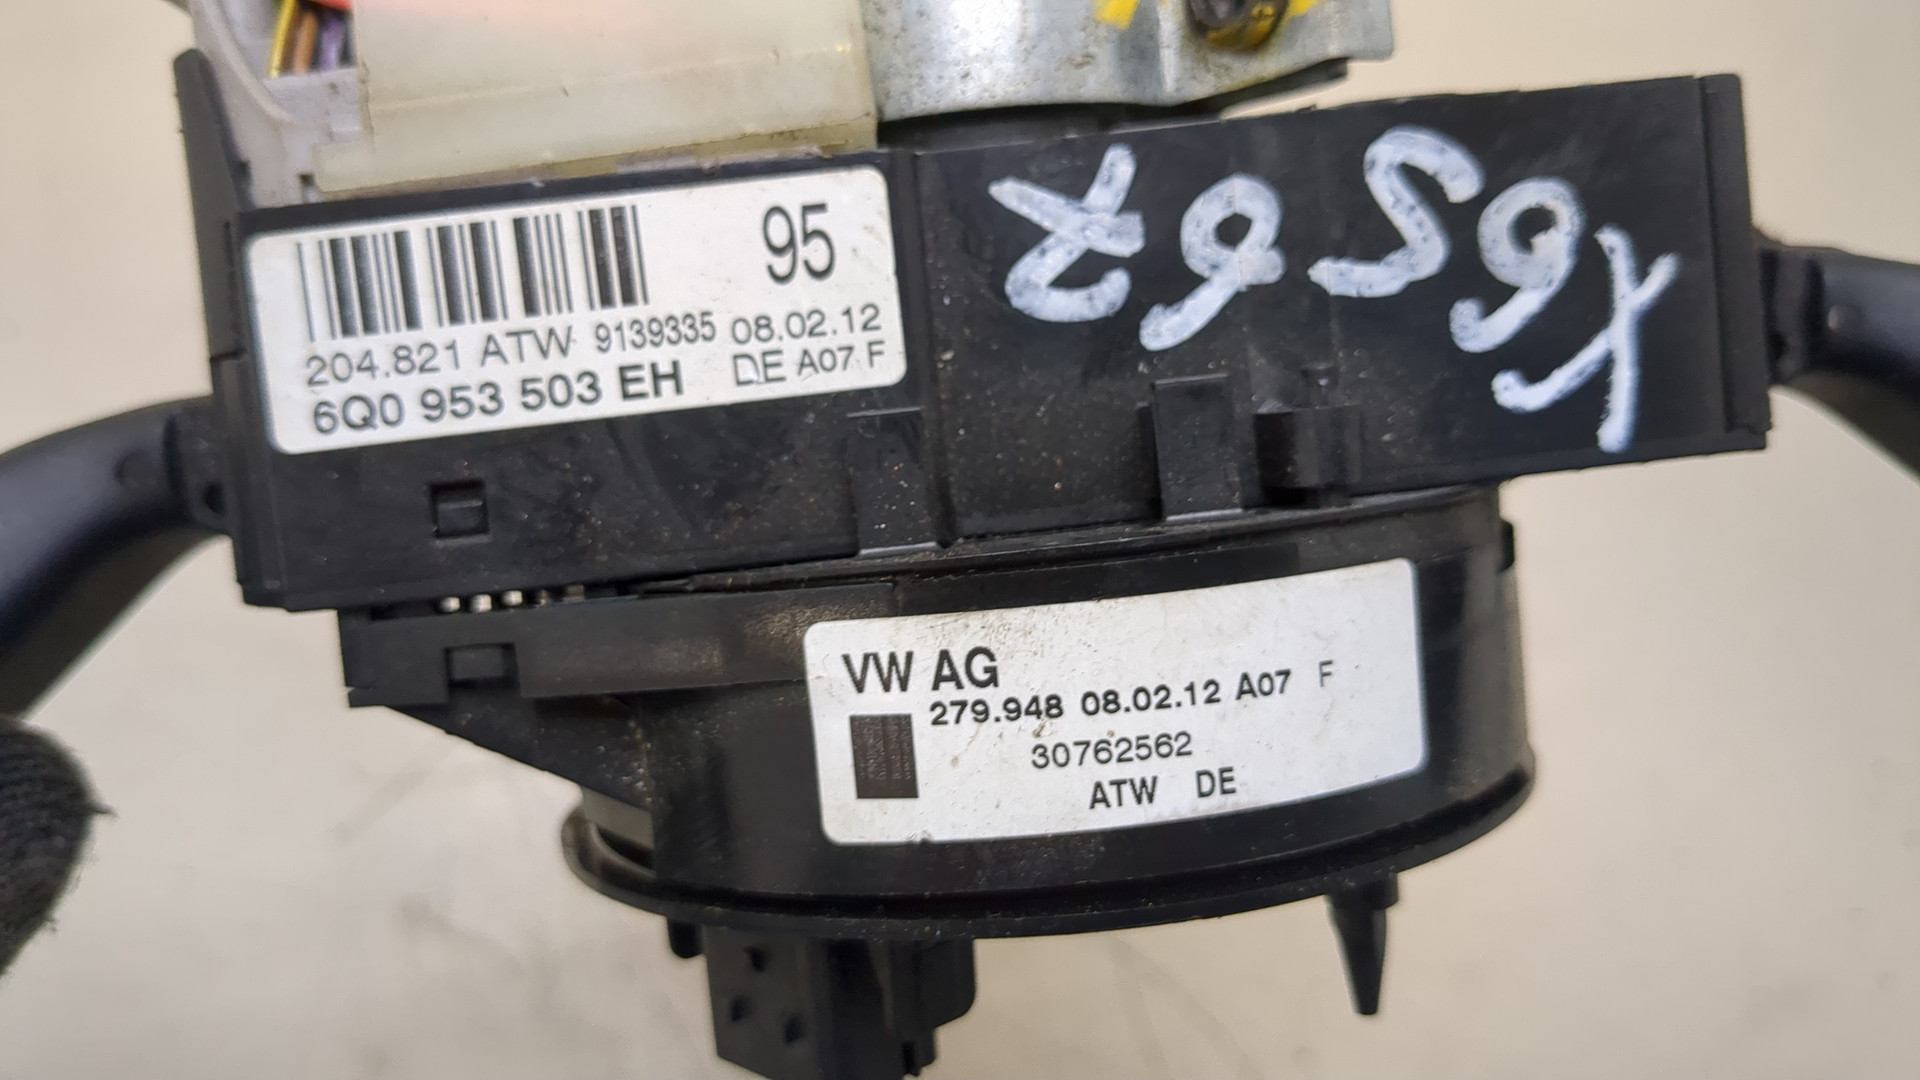 95
204.821 ATW 9139335 08.02.12
6Q0 953 503 EH DE A07 F
VW AG
279.948 08.02.12 A07 F
30762562
ATW DE